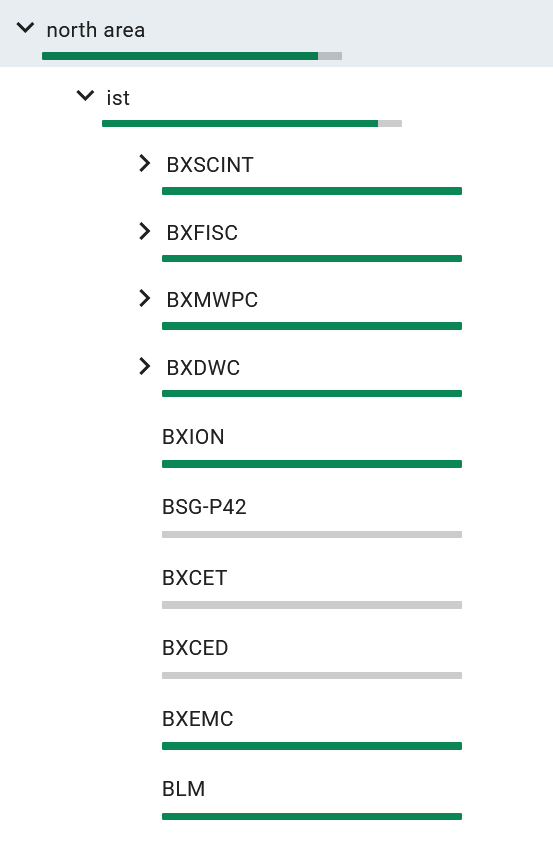 north area
ist
BXSCINT
BXFISC
BXMWPC
BXDWC
BXION
BSG-P42
BXCET
BXCED
BXEMC
BLM